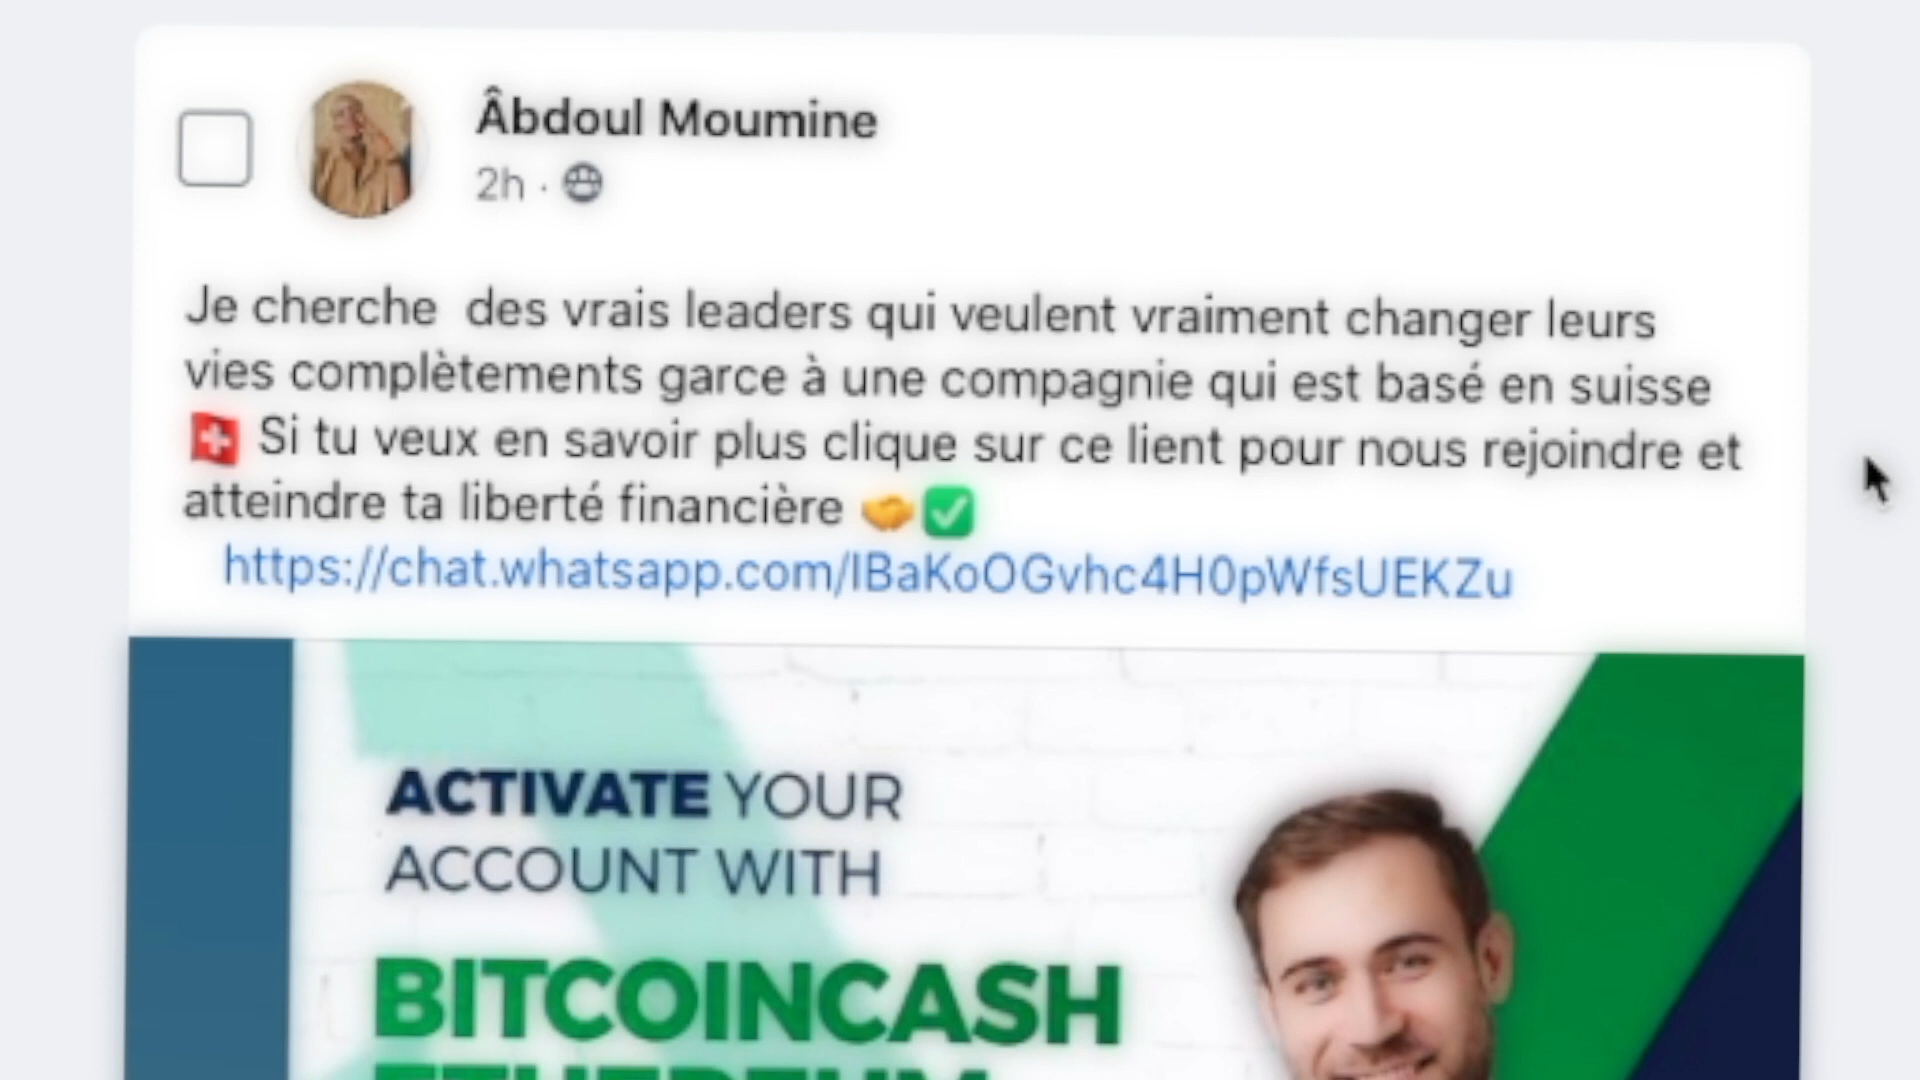 Âbdoul Moumine
2h ·
Je cherche  des vrais leaders qui veulent vraiment changer leurs
vies complètements garce à une compagnie qui est basé en suisse
🇨🇭 Si tu veux en savoir plus clique sur ce lient pour nous rejoindre et
atteindre ta liberté financière 🤝✅
https://chat.whatsapp.com/IBaKoOGvhc4H0pWfsUEKZu
ACTIVATE YOUR
ACCOUNT WITH
BITCOINCASH
ETHEREUM